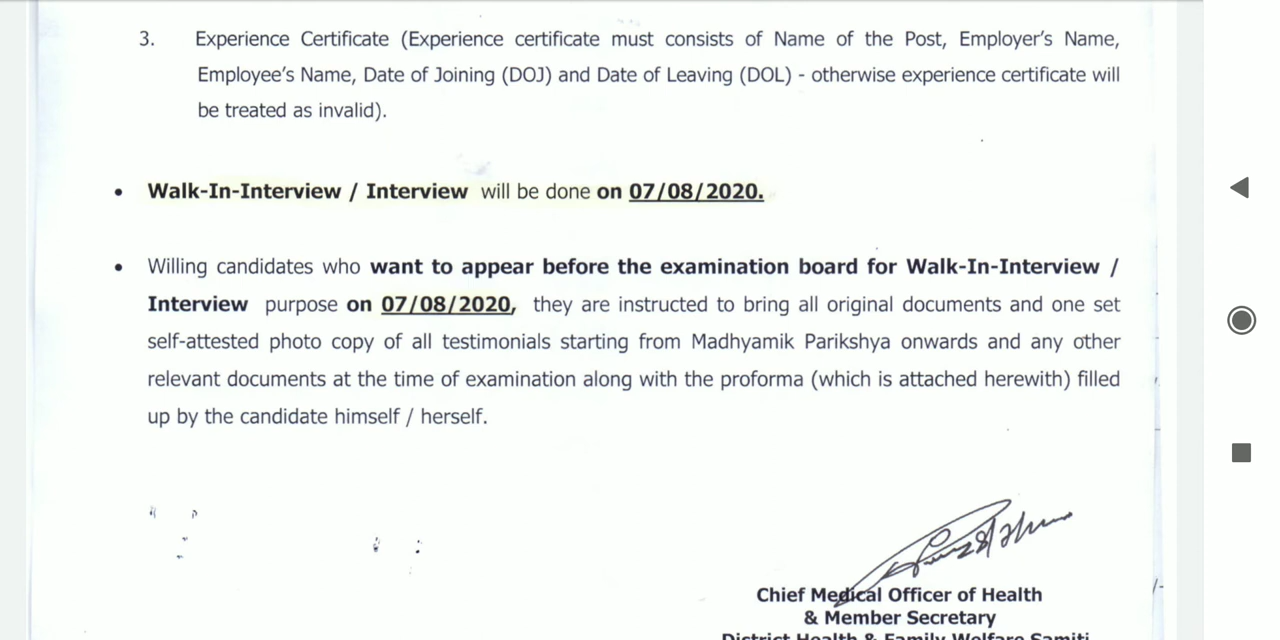 3. Experience Certificate (Experience certificate must consists of Name of the Post, Employer's Name,
Employee's Name, Date of Joining (DOJ) and Date of Leaving (DOL) - otherwise experience certificate will
be treated as invalid).
• Walk-In-Interview / Interview will be done on 07/08/2020.
• Willing candidates who want to appear before the examination board for Walk-In-Interview /
Interview purpose on 07/08/2020, they are instructed to bring all original documents and one set
self-attested photo copy of all testimonials starting from Madhyamik Parikshya onwards and any other
relevant documents at the time of examination along with the proforma (which is attached herewith) filled
up by the candidate himself / herself.
Chief Medical Officer of Health
& Member Secretary
District Health & Family Welfare Samiti